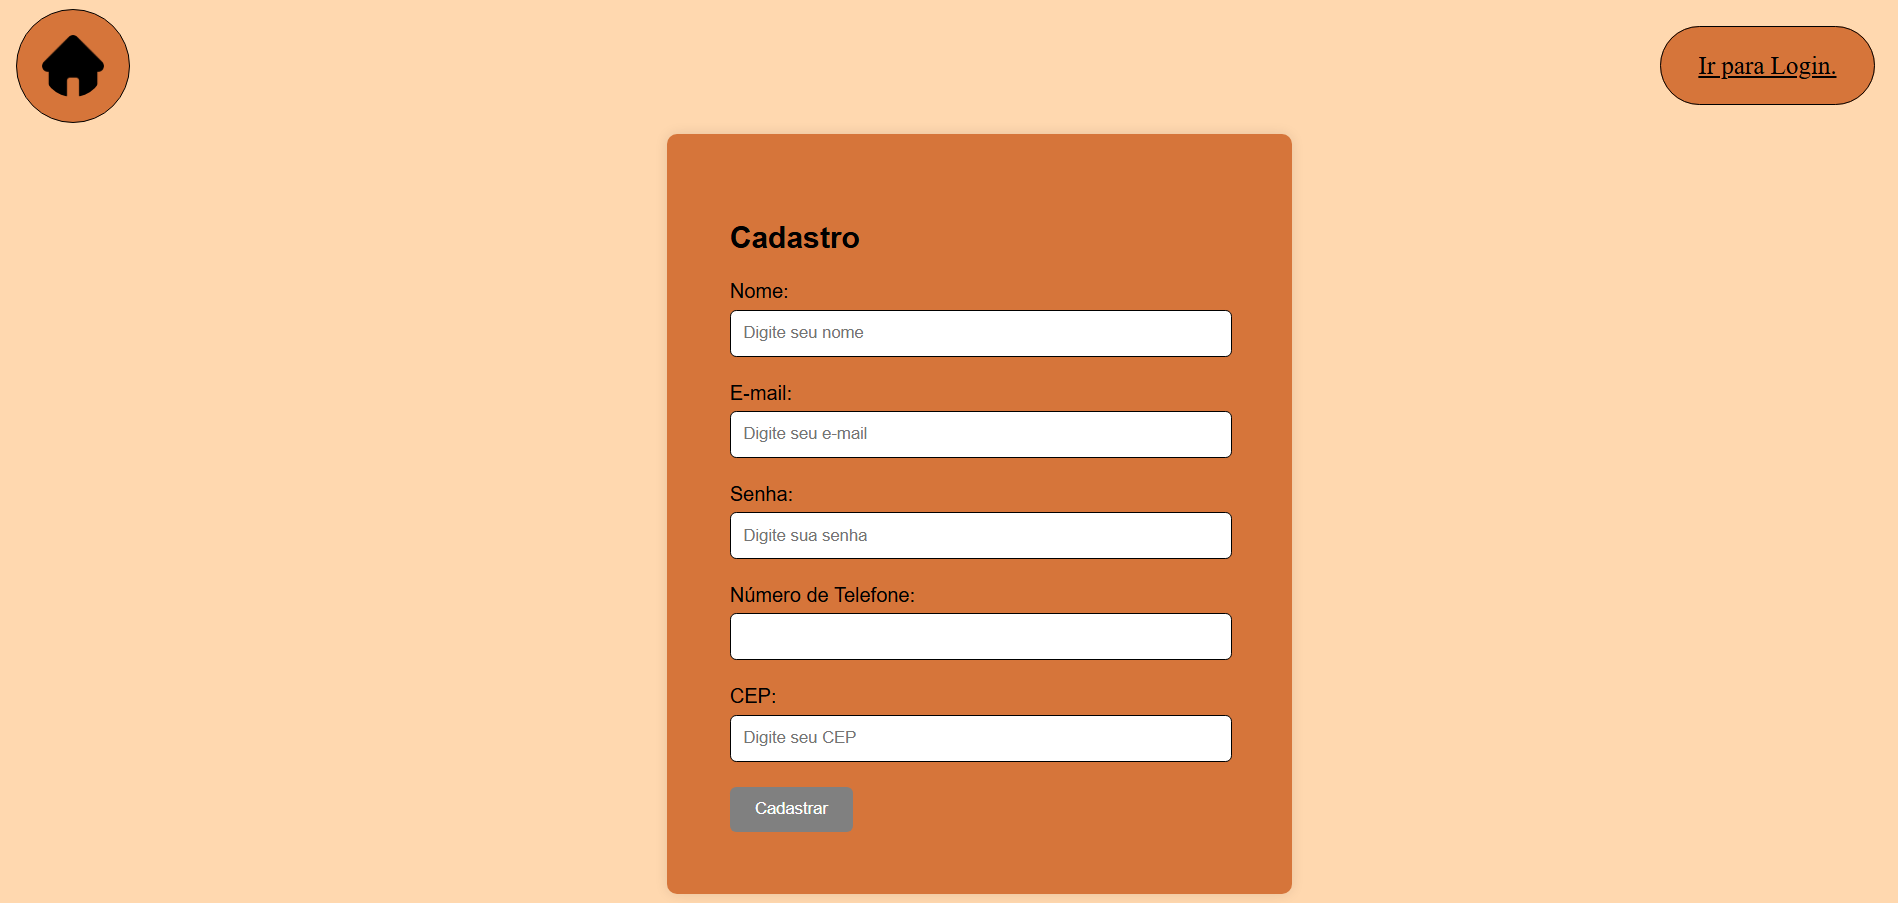 Ir para Login.
Cadastro
Nome:
Digite seu nome
E-mail:
Digite seu e-mail
Senha:
Digite sua senha
Número de Telefone:
CEP:
Digite seu CEP
Cadastrar